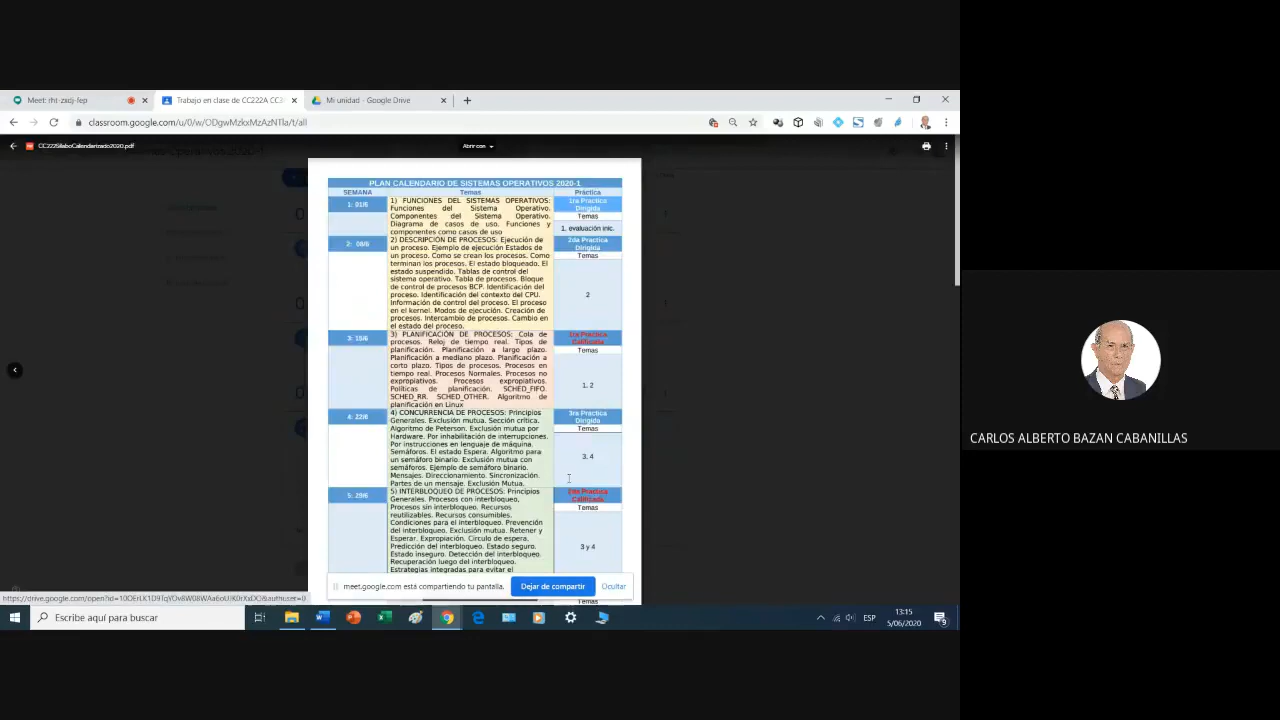 Meet: rht-zxdj-fep
Trabajo en clase de CC222A CC3
Mi unidad - Google Drive
classroom.google.com/u/0/w/ODgwMzkxMzAzNTla/t/all
CC222SilaboCalendarizado2020.pdf
Abrir con
PLAN CALENDARIO DE SISTEMAS OPERATIVOS 2020-1
SEMANA Temas Práctica
1: 01/6
1) FUNCIONES DEL SISTEMAS OPERATIVOS:
Funciones del Sistema Operativo.
Componentes del Sistema Operativo.
Diagrama de casos de uso. Funciones y
componentes como casos de uso
1ra Practica
Dirigida
Temas
1, evaluación inic.
2: 08/6
2) DESCRIPCIÓN DE PROCESOS: Ejecución de
un proceso. Ejemplo de ejecución Estados de
un proceso. Como se crean los procesos. Como
terminan los procesos. El estado bloqueado. El
estado suspendido. Tablas de control del
sistema operativo. Tabla de procesos. Bloque
de control de procesos BCP. Identificación del
proceso. Identificación del contexto del CPU.
Información de control del proceso. El proceso
en el kernel. Modos de ejecución. Creación de
procesos. Intercambio de procesos. Cambio en
el estado del proceso.
2da Practica
Dirigida
Temas
2
3: 15/6
3) PLANIFICACIÓN DE PROCESOS: Cola de
procesos. Reloj de tiempo real. Tipos de
planificación. Planificación a largo plazo.
Planificación a mediano plazo. Planificación a
corto plazo. Tipos de procesos. Procesos en
tiempo real. Procesos Normales. Procesos no
expropiativos. Procesos expropiativos.
Políticas de planificación. SCHED_FIFO.
SCHED_RR. SCHED_OTHER. Algoritmo de
planificación en Linux
1ra Practica
Calificada
Temas
1, 2
4: 22/6
4) CONCURRENCIA DE PROCESOS: Principios
Generales. Exclusión mutua. Sección crítica.
Algoritmo de Peterson. Exclusión mutua por
Hardware. Por inhabilitación de interrupciones.
Por instrucciones en lenguaje de máquina.
Semáforos. El estado Espera. Algoritmo para
un semáforo binario. Exclusión mutua con
semáforos. Ejemplo de semáforo binario.
Mensajes. Direccionamiento. Sincronización.
Partes de un mensaje. Exclusión Mutua.
3ra Practica
Dirigida
Temas
3, 4
5: 29/6
5) INTERBLOQUEO DE PROCESOS: Principios
Generales. Procesos con interbloqueo,
Procesos sin interbloqueo. Recursos
reutilizables. Recursos consumibles.
Condiciones para el interbloqueo. Prevención
del interbloqueo. Exclusión mutua. Retener y
Esperar. Expropiación. Circulo de espera,
Predicción del interbloqueo. Estado seguro.
Estado inseguro. Detección del interbloqueo.
Recuperación luego del interbloqueo.
Estrategias integradas para evitar el
2da Practica
Calificada
Temas
3 y 4
meet.google.com está compartiendo tu pantalla.
Dejar de compartir
Ocultar
Temas
Escribe aquí para buscar
ESP
13:15
5/06/2020
CARLOS ALBERTO BAZAN CABANILLAS